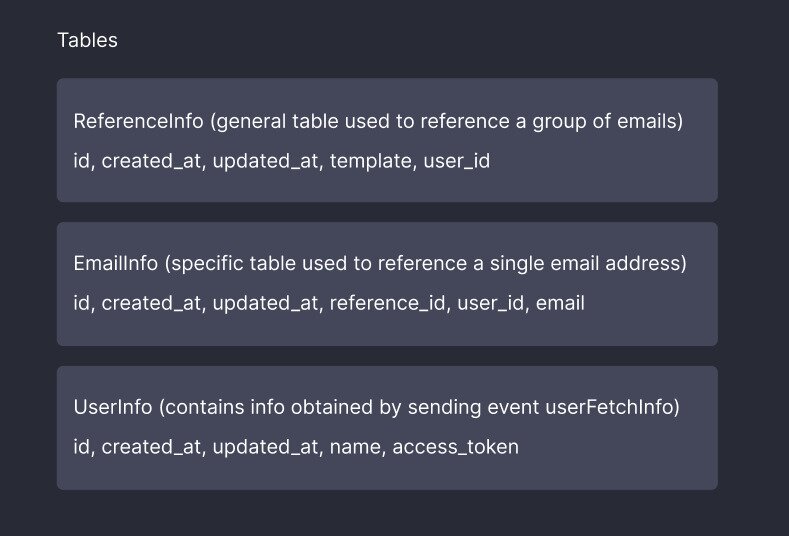 Tables
ReferenceInfo (general table used to reference a group of emails)
id, created_at, updated_at, template, user_id
EmailInfo (specific table used to reference a single email address)
id, created_at, updated_at, reference_id, user_id, email
UserInfo (contains info obtained by sending event userFetchInfo)
id, created_at, updated_at, name, access_token